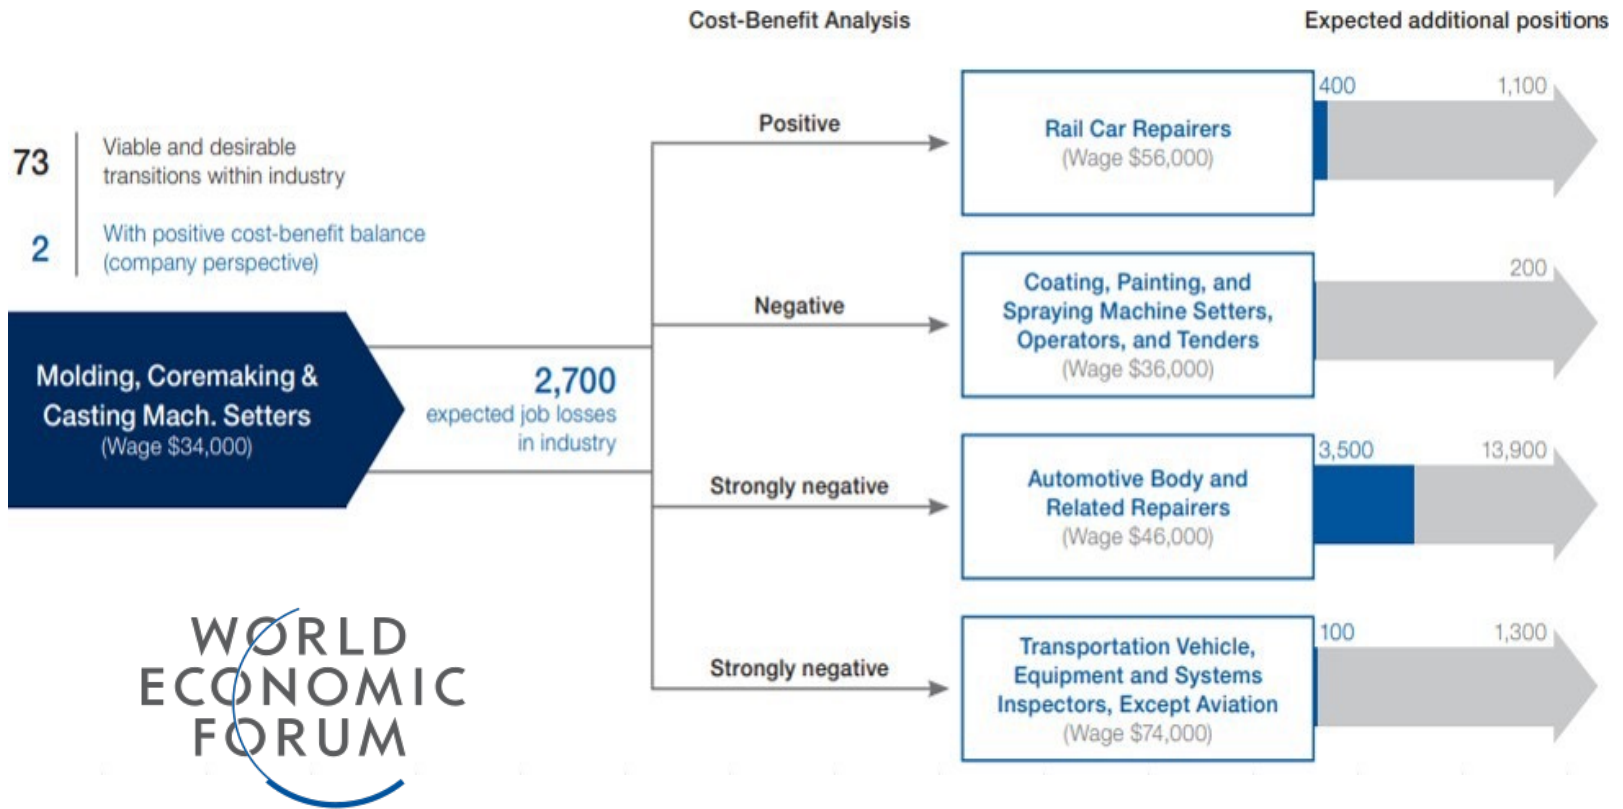 Cost-Benefit Analysis
Expected additional positions
73
Viable and desirable
transitions within industry
2
With positive cost-benefit balance
(company perspective)
Molding, Coremaking &
Casting Mach. Setters
(Wage $34,000)
2,700
expected job losses
in industry
Positive
Rail Car Repairers
(Wage $56,000)
400
1,100
Negative
Coating, Painting, and
Spraying Machine Setters,
Operators, and Tenders
(Wage $36,000)
200
Strongly negative
Automotive Body and
Related Repairers
(Wage $46,000)
3,500
13,900
Strongly negative
Transportation Vehicle,
Equipment and Systems
Inspectors, Except Aviation
(Wage $74,000)
100
1,300
WORLD
ECONOMIC
FORUM